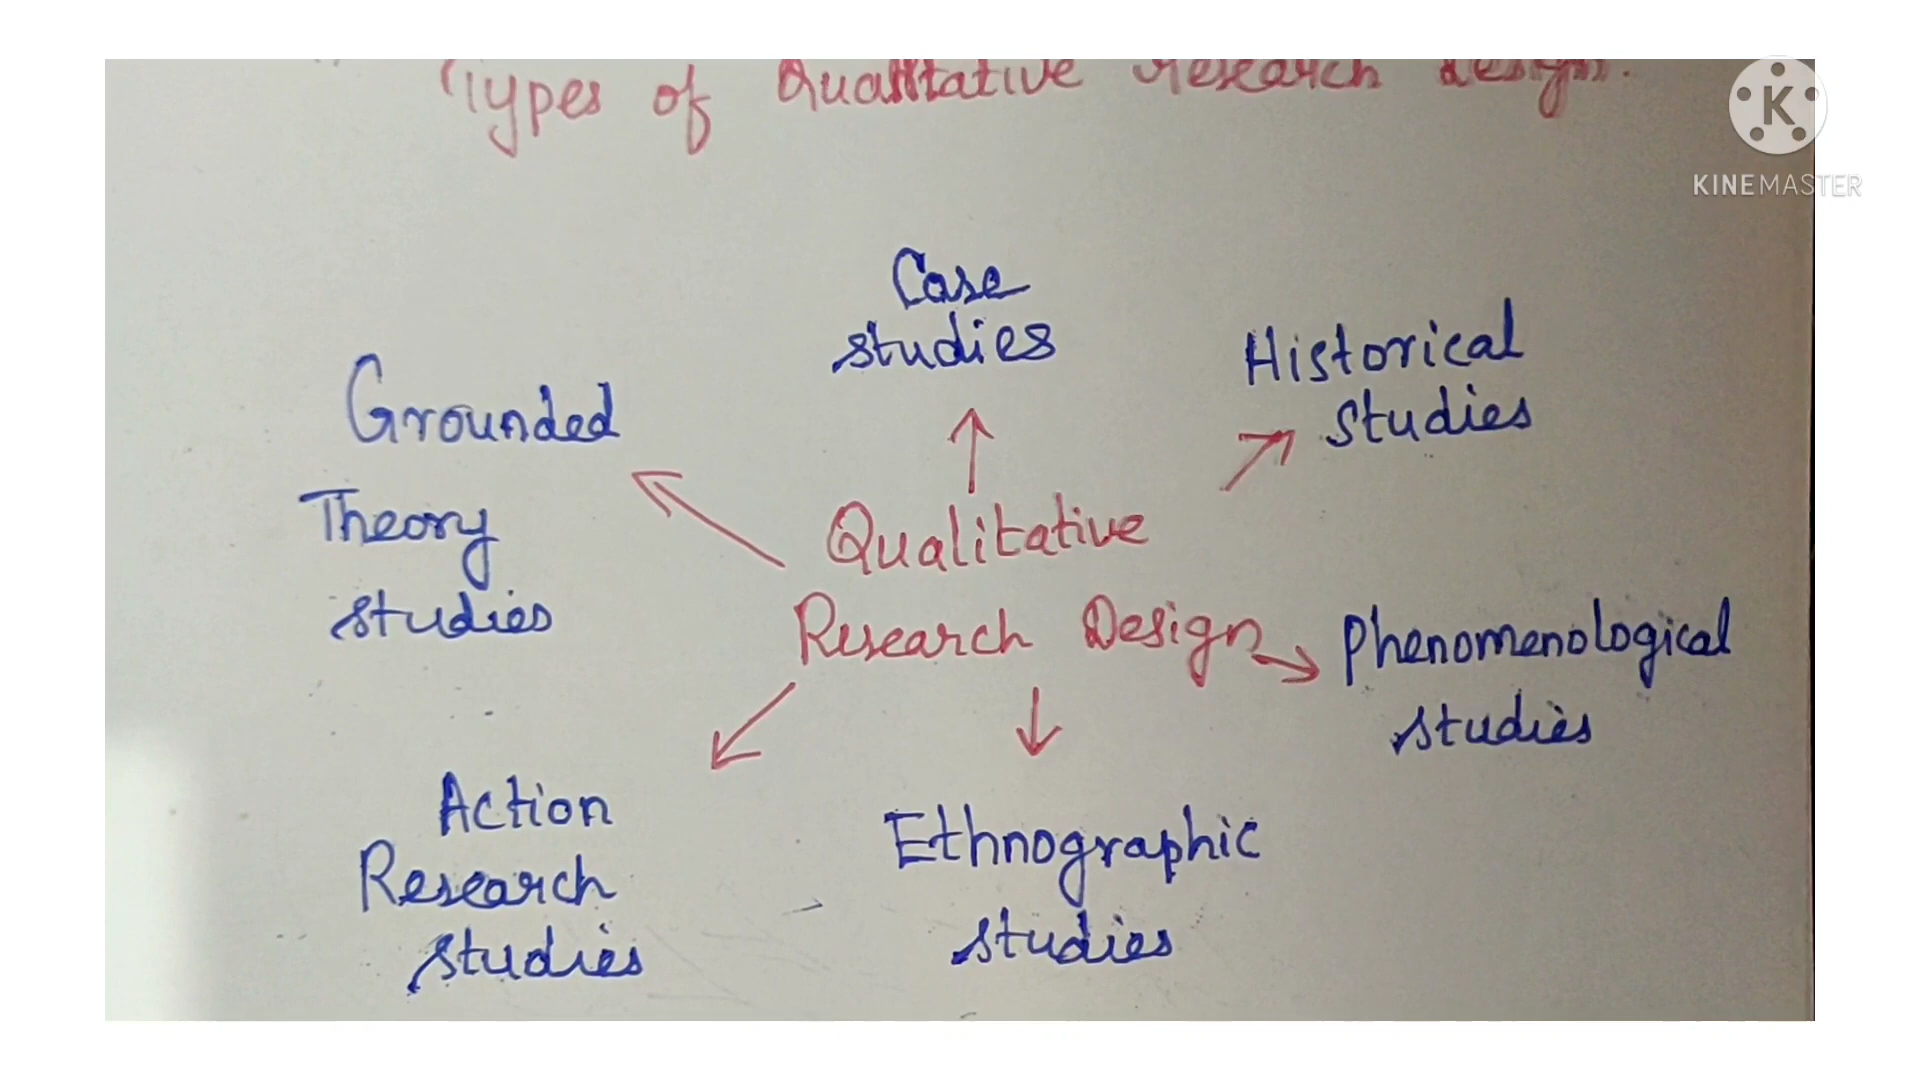 Types of Qualitative research design.
K
KINEMASTER
Case
studies
Historical
studies
Grounded
Theory
studies
Qualitative
Research Design
Phenomenological
studies
Action
Research
studies
Ethnographic
studies